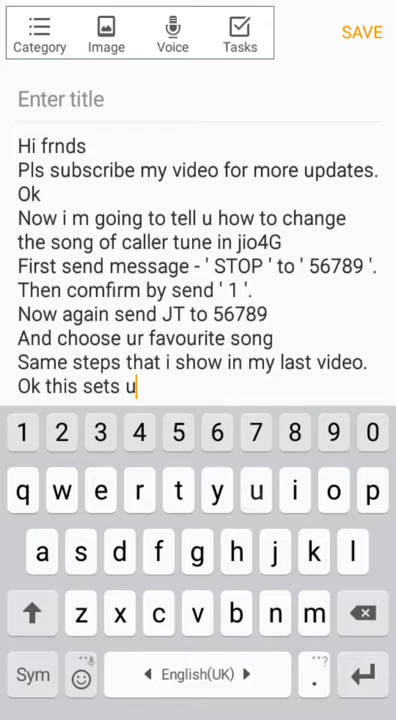 Category Image Voice Tasks SAVE
Enter title
Hi frnds
Pls subscribe my video for more updates.
Ok
Now i m going to tell u how to change
the song of caller tune in jio4G
First send message - ' STOP ' to ' 56789 '.
Then comfirm by send ' 1 '.
Now again send JT to 56789
And choose ur favourite song
Same steps that i show in my last video.
Ok this sets u
1 2 3 4 5 6 7 8 9 0
q w e r t y u i o p
a s d f g h j k l
z x c v b n m
Sym English(UK) . ?